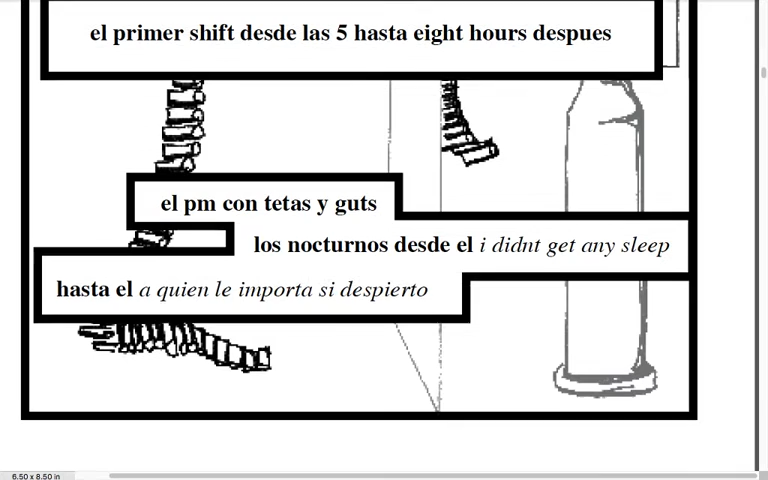 el primer shift desde las 5 hasta eight hours despues
el pm con tetas y guts
los nocturnos desde el i didnt get any sleep
hasta el a quien le importa si despierto
6.50 x 8.50 in